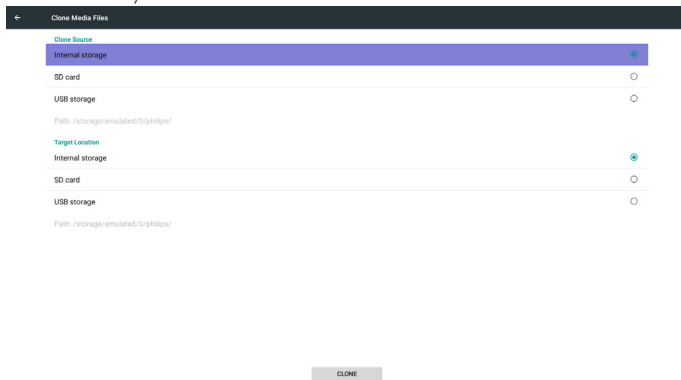 Clone Media Files
Clone Source
Internal storage
SD card
USB storage
Path: /storage/emulated/0/philips/
Target Location
Internal storage
SD card
USB storage
Path: /storage/emulated/0/philips/
CLONE